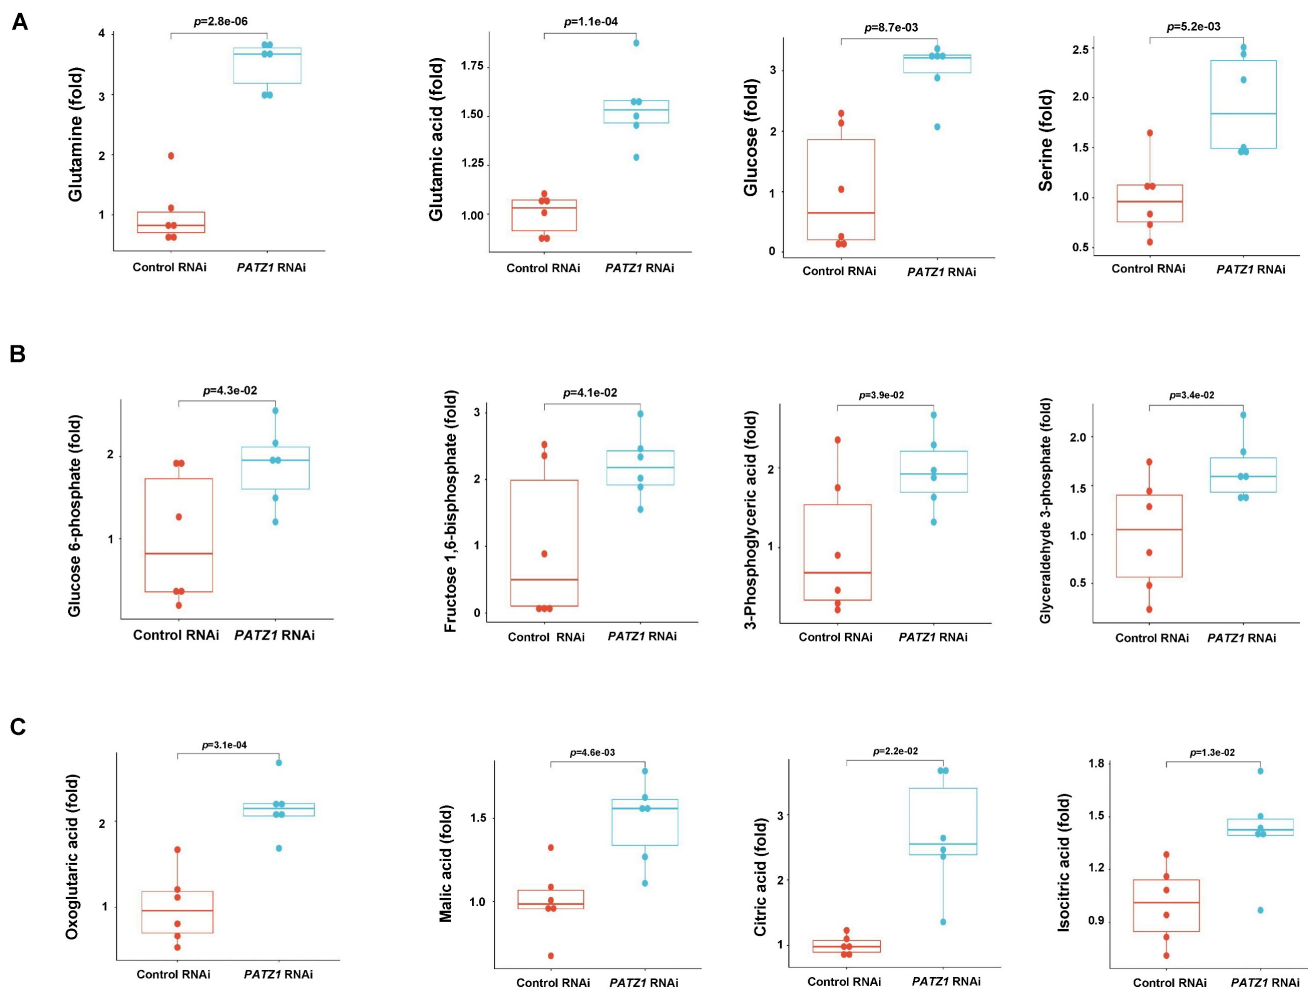 A
p=2.8e-06
Glutamine (fold)
4
3
2
1
Control RNAi PATZ1 RNAi
p=1.1e-04
Glutamic acid (fold)
1.75
1.50
1.25
1.00
Control RNAi PATZ1 RNAi
p=8.7e-03
Glucose (fold)
3
2
1
0
Control RNAi PATZ1 RNAi
p=5.2e-03
Serine (fold)
2.5
2.0
1.5
1.0
0.5
Control RNAi PATZ1 RNAi
B
p=4.3e-02
Glucose 6-phosphate (fold)
2
1
Control RNAi PATZ1 RNAi
p=4.1e-02
Fructose 1,6-bisphosphate (fold)
3
2
1
0
Control RNAi PATZ1 RNAi
p=3.9e-02
3-Phosphoglyceric acid (fold)
2
1
Control RNAi PATZ1 RNAi
p=3.4e-02
Glyceraldehyde 3-phosphate (fold)
2.0
1.5
1.0
0.5
Control RNAi PATZ1 RNAi
C
p=3.1e-04
Oxoglutaric acid (fold)
2
1
Control RNAi PATZ1 RNAi
p=4.6e-03
Malic acid (fold)
1.5
1.0
Control RNAi PATZ1 RNAi
p=2.2e-02
Citric acid (fold)
3
2
1
Control RNAi PATZ1 RNAi
p=1.3e-02
Isocitric acid (fold)
1.8
1.5
1.2
0.9
Control RNAi PATZ1 RNAi